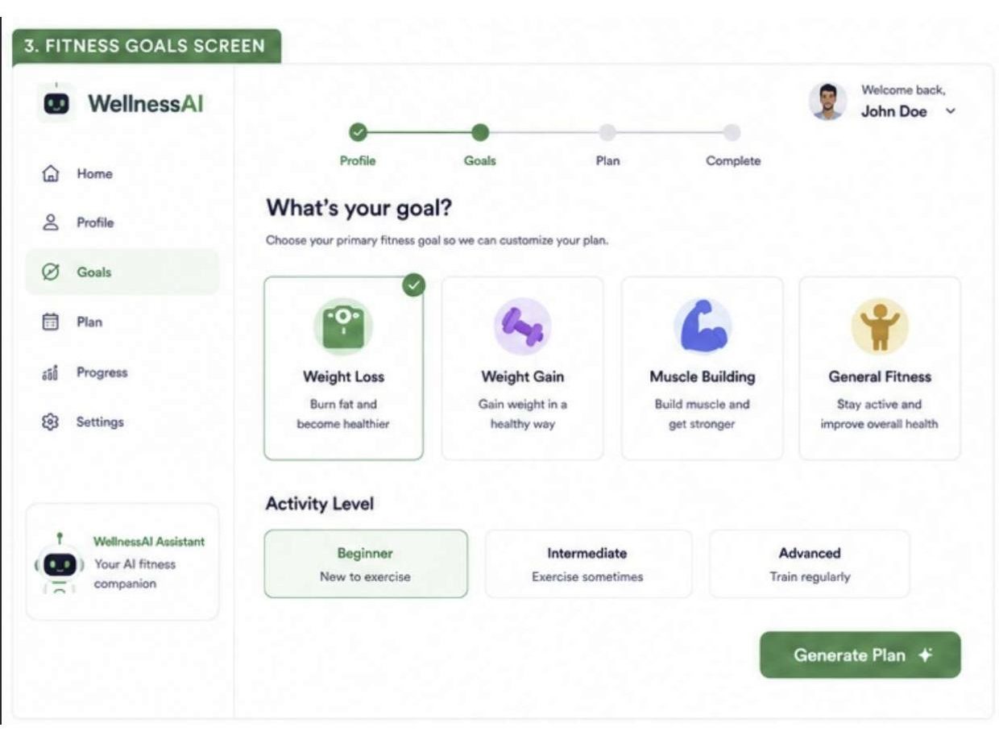 3. FITNESS GOALS SCREEN
WellnessAI
Welcome back,
John Doe
Profile
Goals
Plan
Complete
Home
Profile
Goals
Plan
Progress
Settings
WellnessAI Assistant
Your AI fitness
companion
What's your goal?
Choose your primary fitness goal so we can customize your plan.
Weight Loss
Burn fat and
become healthier
Weight Gain
Gain weight in a
healthy way
Muscle Building
Build muscle and
get stronger
General Fitness
Stay active and
improve overall health
Activity Level
Beginner
New to exercise
Intermediate
Exercise sometimes
Advanced
Train regularly
Generate Plan